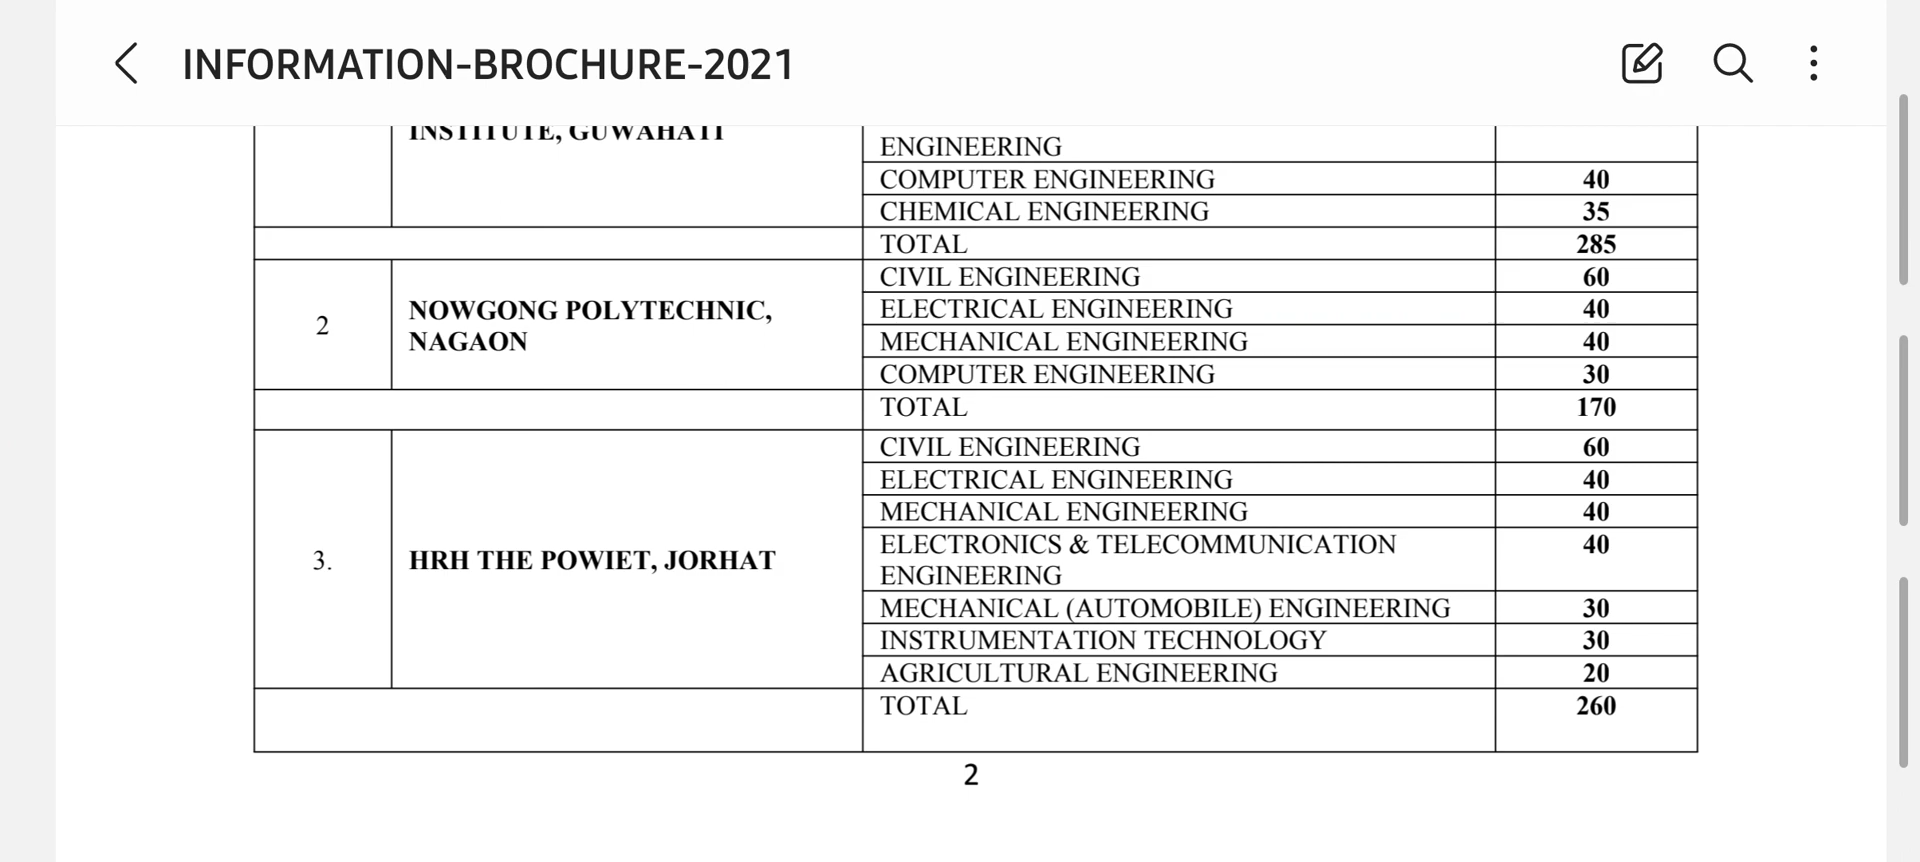 INFORMATION-BROCHURE-2021
INSTITUTE, GUWAHATI
ENGINEERING
COMPUTER ENGINEERING 40
CHEMICAL ENGINEERING 35
TOTAL 285
2
NOWGONG POLYTECHNIC,
NAGAON
CIVIL ENGINEERING 60
ELECTRICAL ENGINEERING 40
MECHANICAL ENGINEERING 40
COMPUTER ENGINEERING 30
TOTAL 170
3.
HRH THE POWIET, JORHAT
CIVIL ENGINEERING 60
ELECTRICAL ENGINEERING 40
MECHANICAL ENGINEERING 40
ELECTRONICS & TELECOMMUNICATION 40
ENGINEERING
MECHANICAL (AUTOMOBILE) ENGINEERING 30
INSTRUMENTATION TECHNOLOGY 30
AGRICULTURAL ENGINEERING 20
TOTAL 260
2